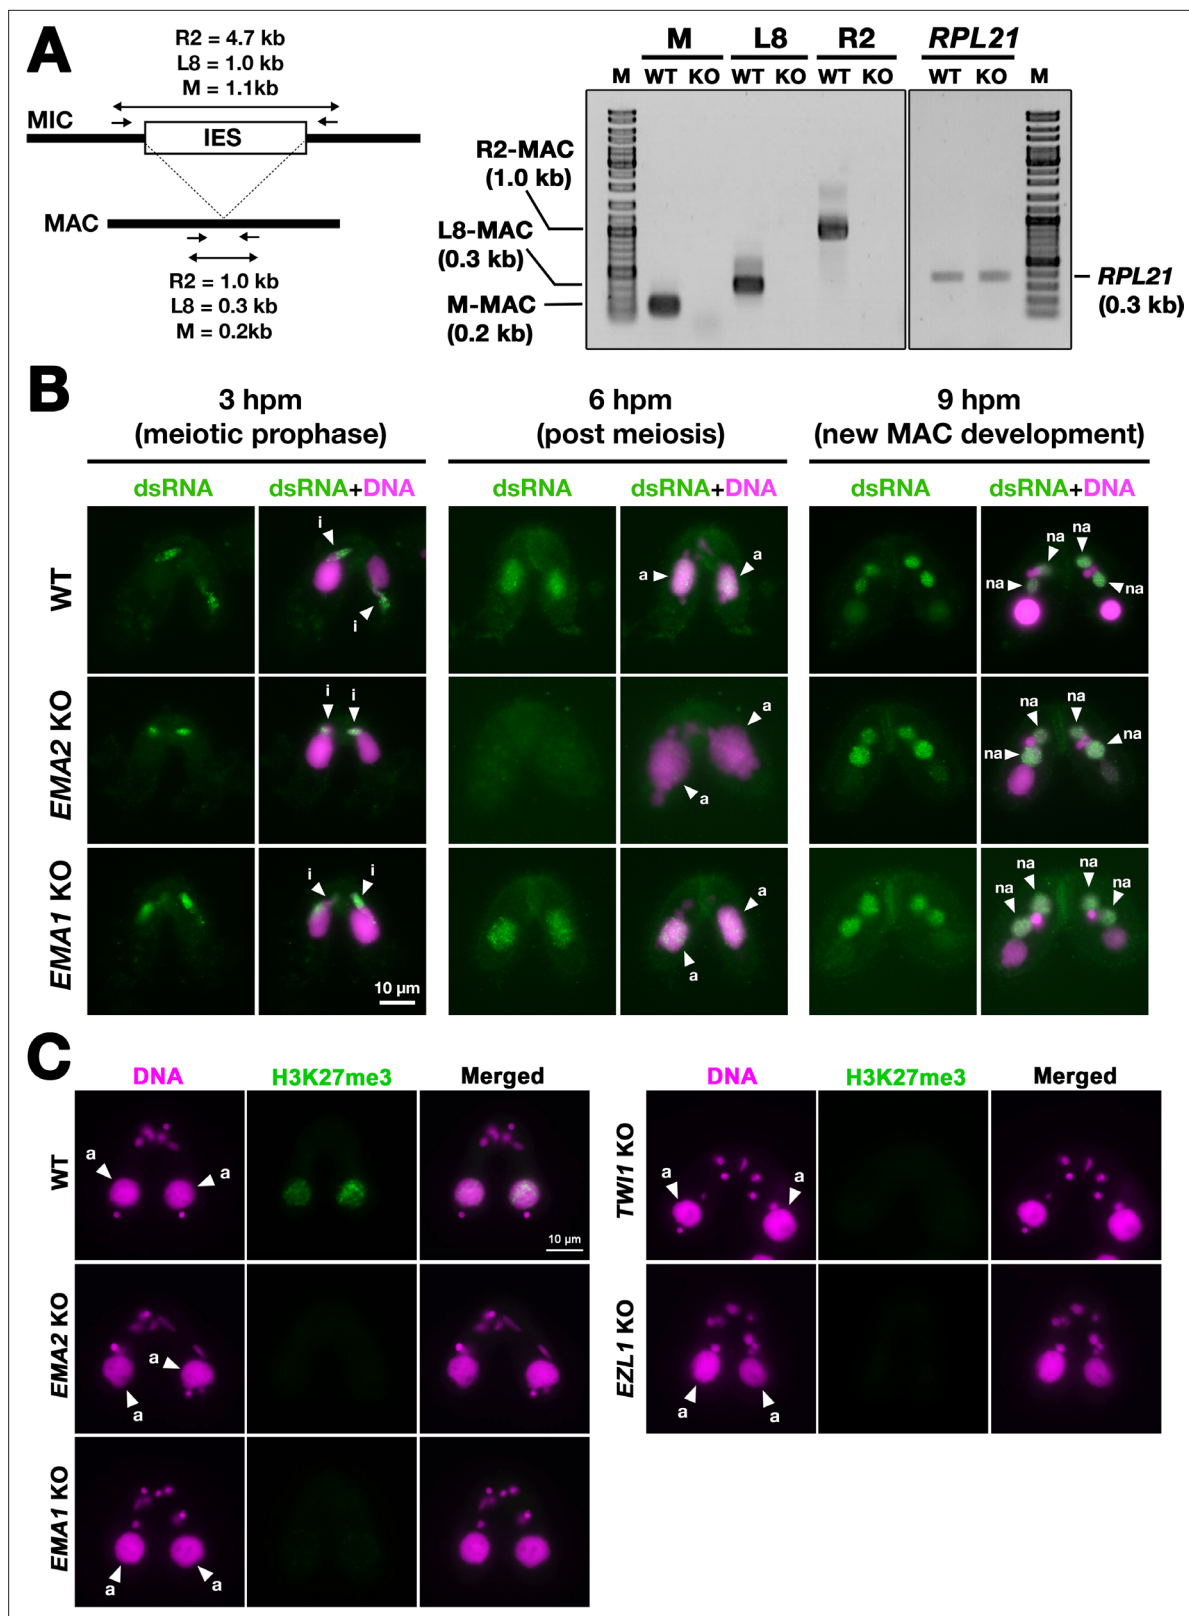 A
R2 = 4.7 kb
L8 = 1.0 kb
M = 1.1kb
MIC
IES
MAC
R2 = 1.0 kb
L8 = 0.3 kb
M = 0.2kb
M L8 R2 RPL21
M WT KO WT KO WT KO WT KO M
R2-MAC
(1.0 kb)
L8-MAC
(0.3 kb)
M-MAC
(0.2 kb)
RPL21
(0.3 kb)
B
3 hpm
(meiotic prophase)
6 hpm
(post meiosis)
9 hpm
(new MAC development)
dsRNA dsRNA+DNA dsRNA dsRNA+DNA dsRNA dsRNA+DNA
WT
i
i
a
a
na
na
na
na
EMA2 KO
i i
a
a
na
na
na
na
EMA1 KO
i i
10 µm
a
a
na
na
na
na
C
DNA H3K27me3 Merged
WT
a
a
10 µm
EMA2 KO
a
a
EMA1 KO
a
a
DNA H3K27me3 Merged
TWI1 KO
a
a
EZL1 KO
a
a